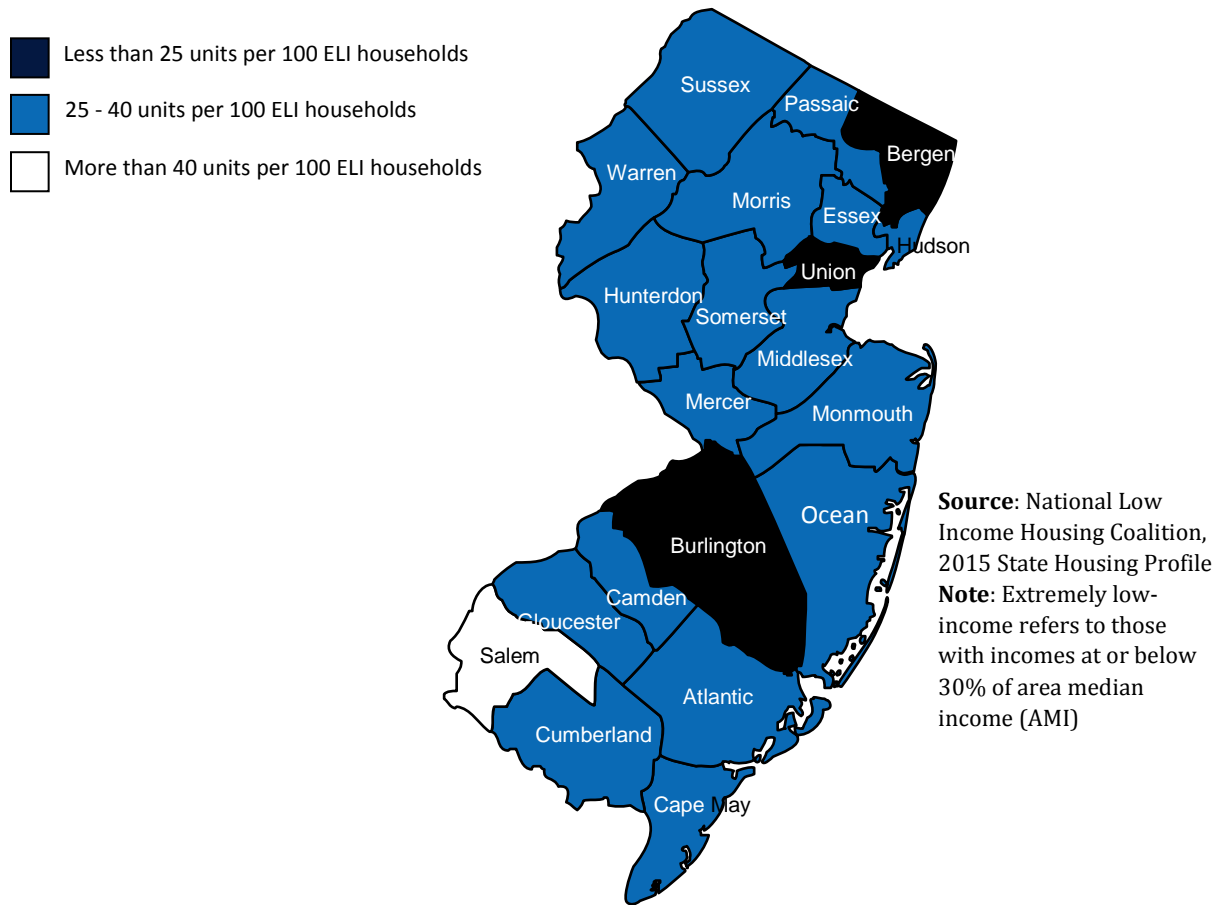 Less than 25 units per 100 ELI households
25 - 40 units per 100 ELI households
More than 40 units per 100 ELI households
Sussex
Passaic
Bergen
Warren
Morris
Essex
Hudson
Union
Hunterdon
Somerset
Middlesex
Mercer
Monmouth
Ocean
Burlington
Camden
Gloucester
Salem
Atlantic
Cumberland
Cape May
Source: National Low
Income Housing Coalition,
2015 State Housing Profile
Note: Extremely low-
income refers to those
with incomes at or below
30% of area median
income (AMI)